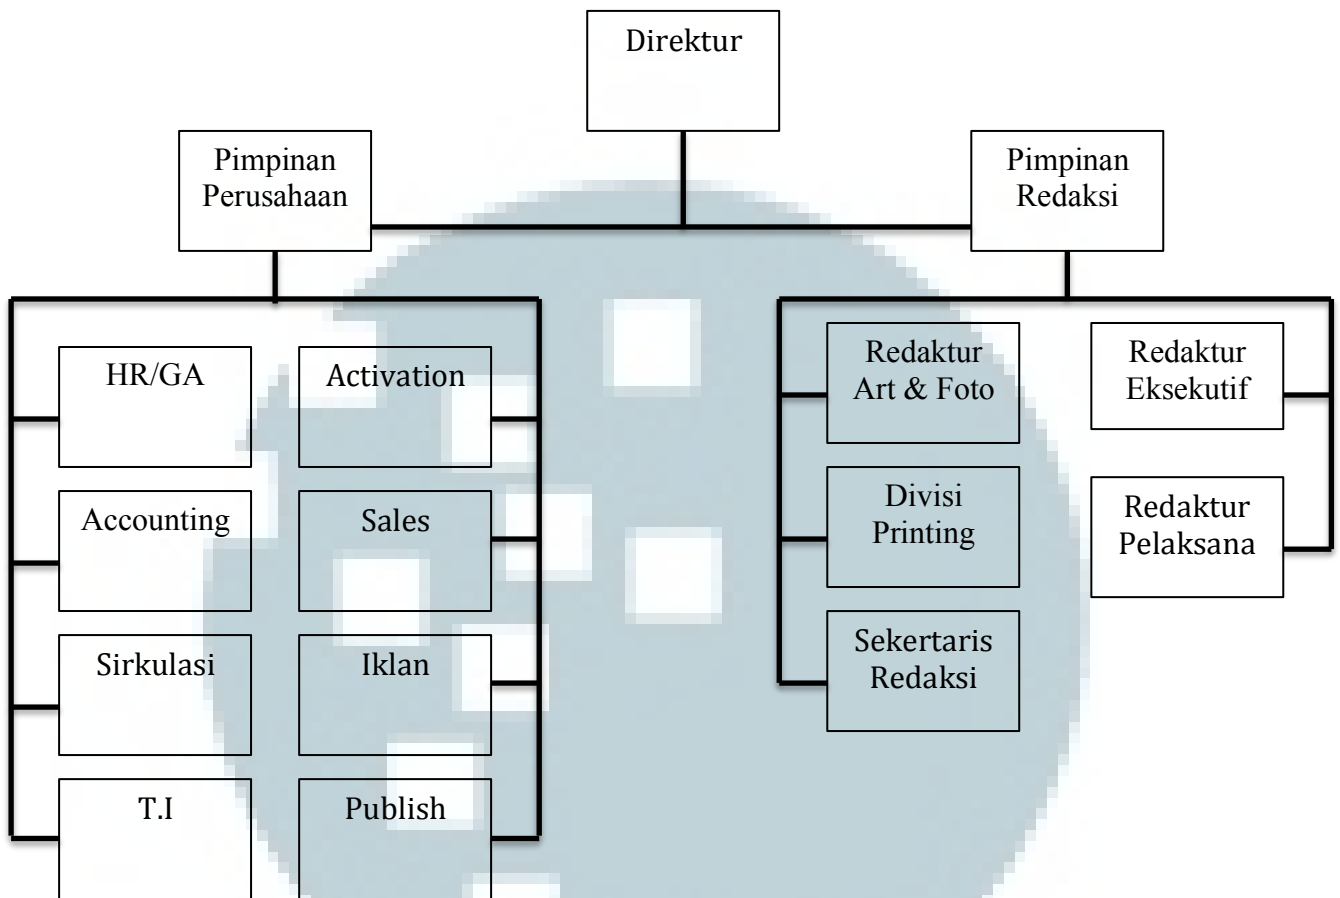 Direktur
Pimpinan
Perusahaan
Pimpinan
Redaksi
HR/GA
Activation
Redaktur
Art & Foto
Redaktur
Eksekutif
Accounting
Sales
Divisi
Printing
Redaktur
Pelaksana
Sirkulasi
Iklan
Sekertaris
Redaksi
T.I
Publish